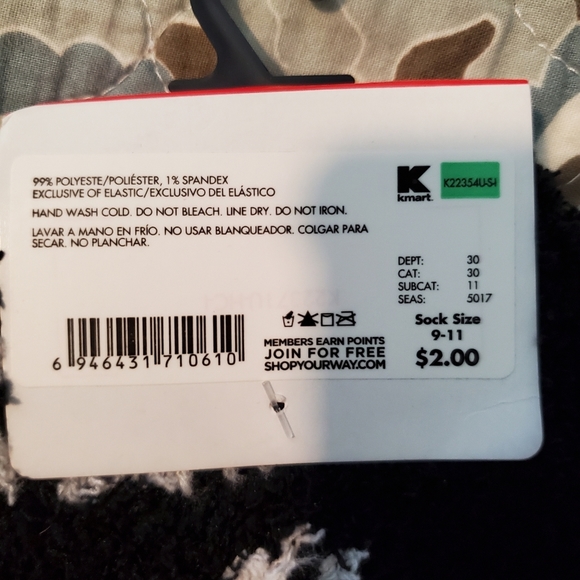 99% POLYESTE/POLIÉSTER, 1% SPANDEX
EXCLUSIVE OF ELASTIC/EXCLUSIVO DEL ELÁSTICO
HAND WASH COLD. DO NOT BLEACH. LINE DRY. DO NOT IRON.
LAVAR A MANO EN FRÍO. NO USAR BLANQUEADOR. COLGAR PARA
SECAR. NO PLANCHAR.
K
kmart.
K22354U-S-I
DEPT: 30
CAT: 30
SUBCAT: 11
SEAS: 5017
Sock Size
9-11
$2.00
MEMBERS EARN POINTS
JOIN FOR FREE
SHOPYOURWAY.COM
6 946431 710610